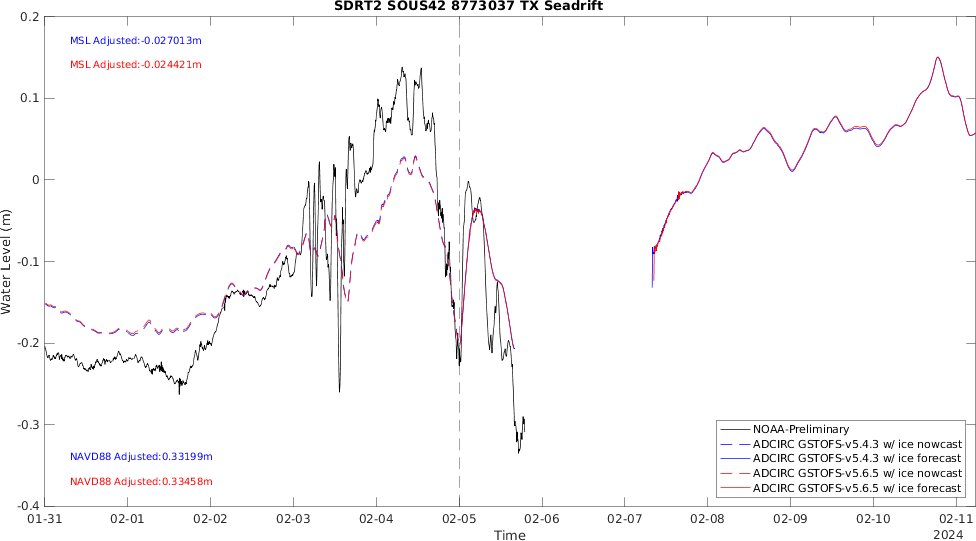 SDRT2 SOUS42 8773037 TX Seadrift
MSL Adjusted:-0.027013m
MSL Adjusted:-0.024421m
NAVD88 Adjusted:0.33199m
NAVD88 Adjusted:0.33458m
Water Level (m)
0.2
0.1
0
-0.1
-0.2
-0.3
-0.4
01-31
02-01
02-02
02-03
02-04
02-05
02-06
02-07
02-08
02-09
02-10
02-11
2024
Time
NOAA-Preliminary
ADCIRC GSTOFS-v5.4.3 w/ ice nowcast
ADCIRC GSTOFS-v5.4.3 w/ ice forecast
ADCIRC GSTOFS-v5.6.5 w/ ice nowcast
ADCIRC GSTOFS-v5.6.5 w/ ice forecast